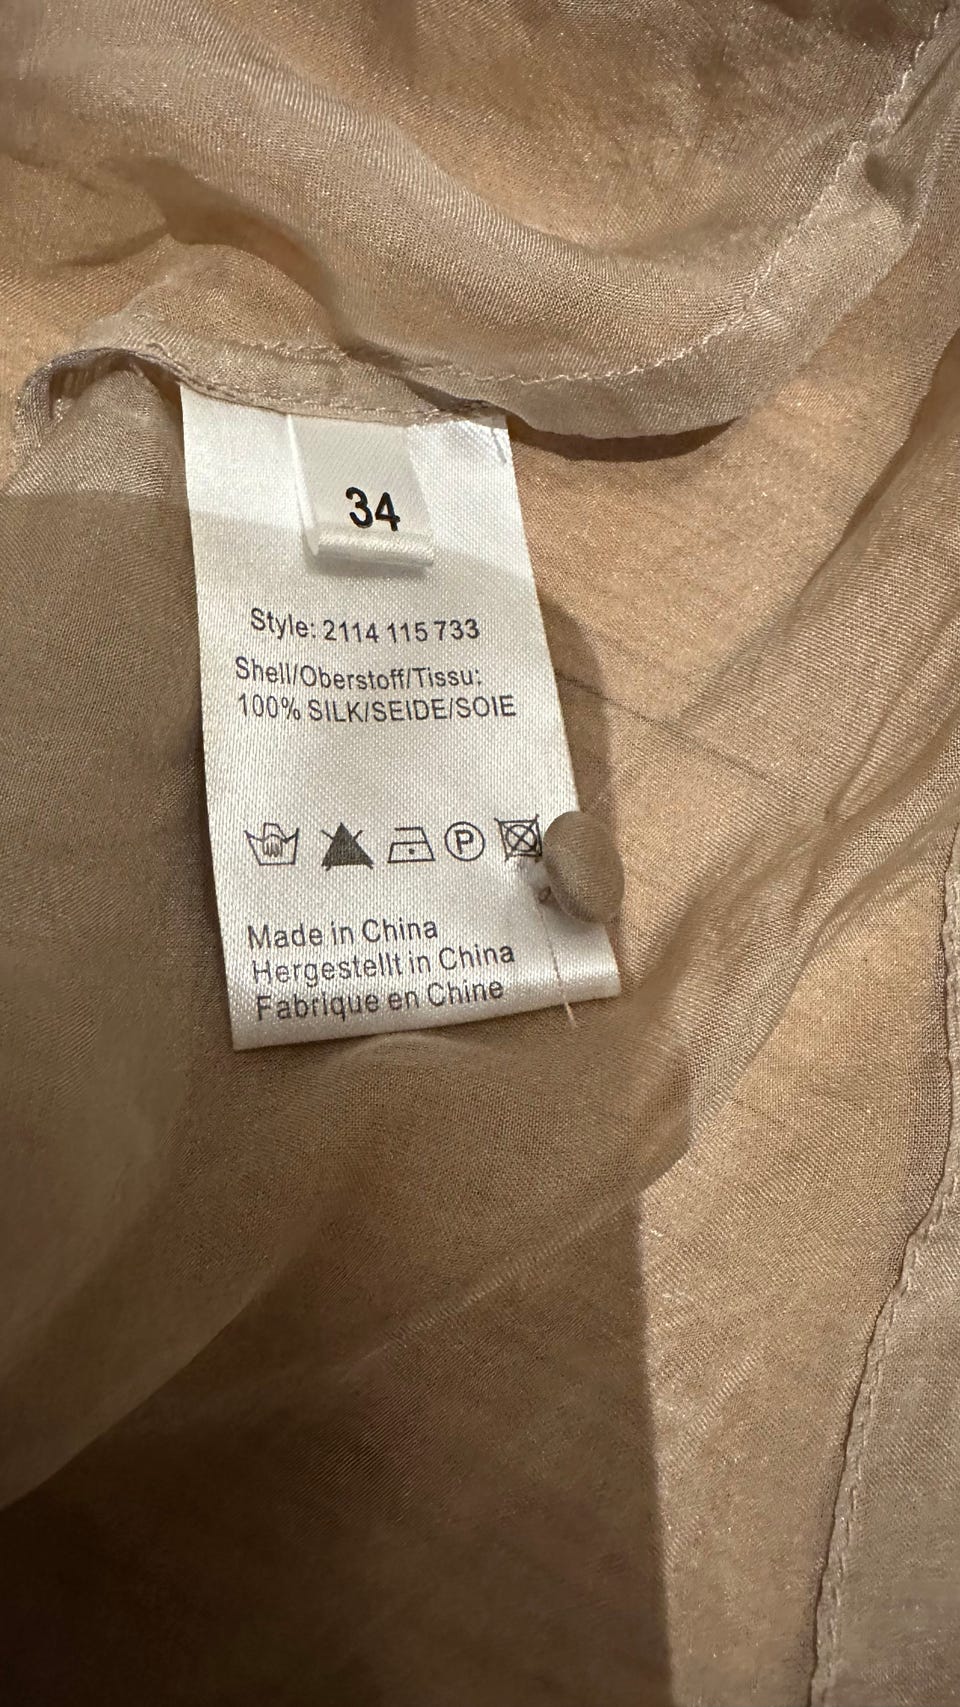 34
Style: 2114 115 733
Shell/Oberstoff/Tissu:
100% SILK/SEIDE/SOIE
P
Made in China
Hergestellt in China
Fabrique en Chine